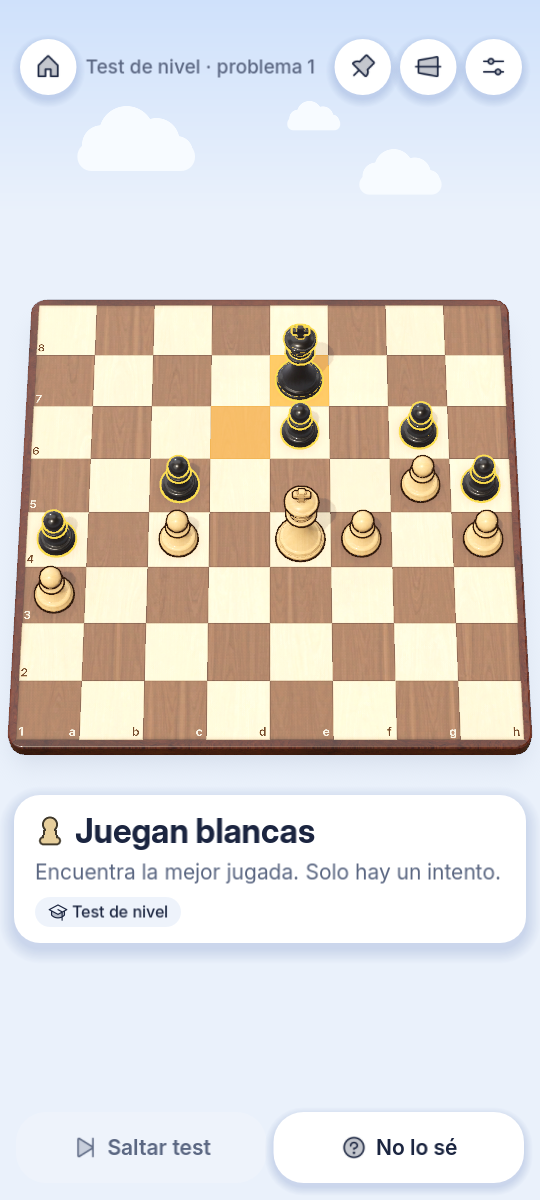 Test de nivel · problema 1
8
7
6
5
4
3
2
1 a b c d e f g h
Juegan blancas
Encuentra la mejor jugada. Solo hay un intento.
Test de nivel
Saltar test
No lo sé